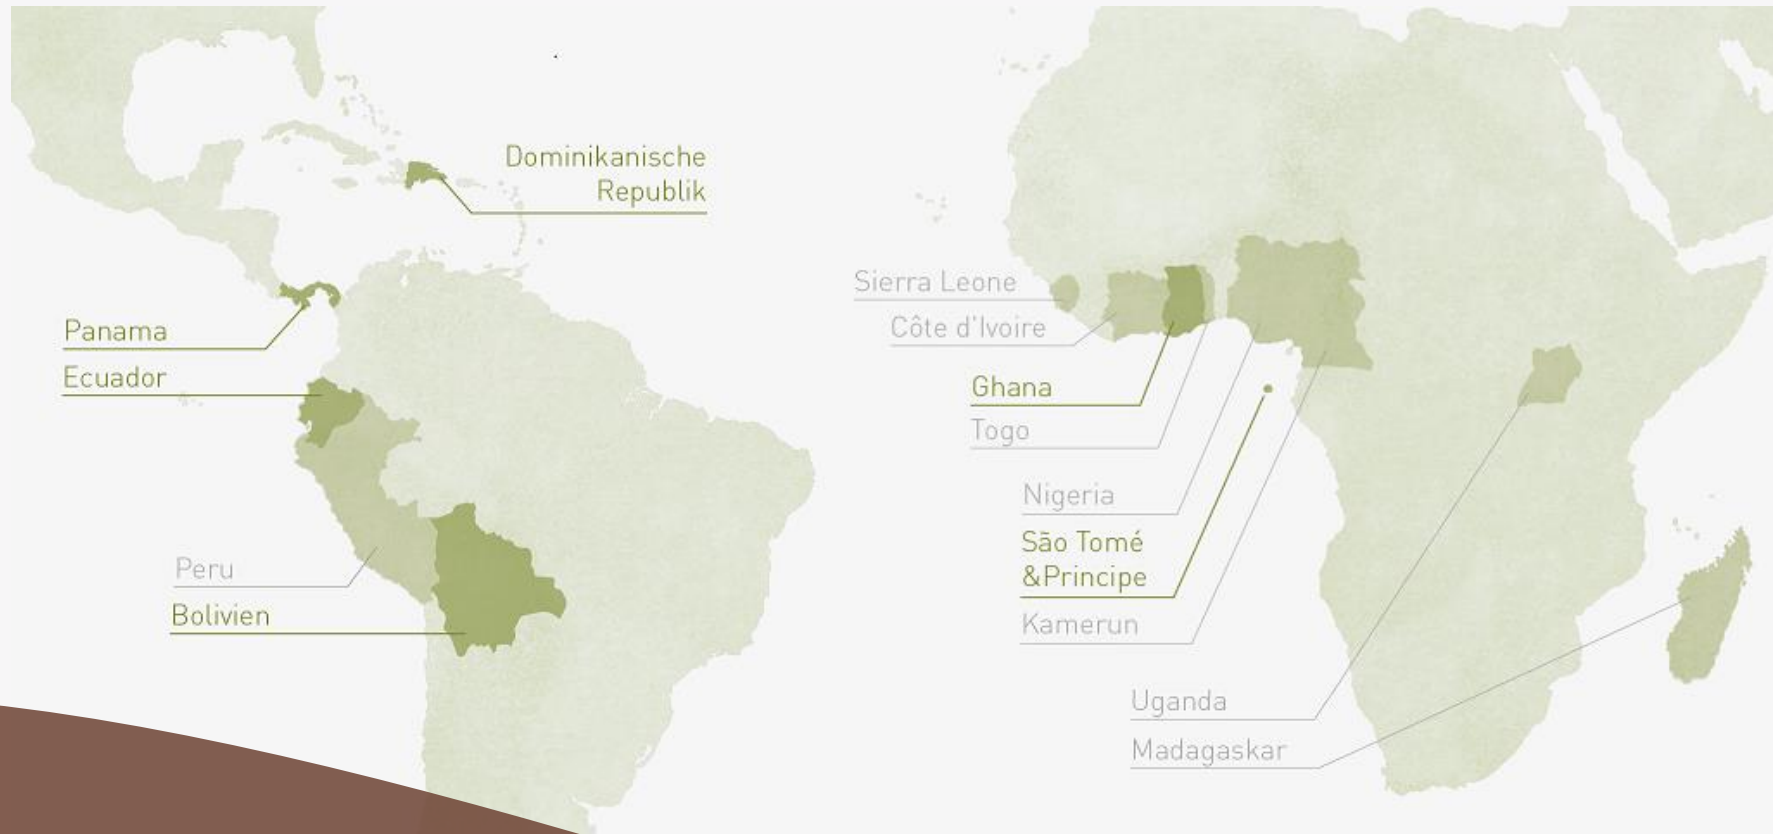 Dominikanische
Republik
Panama
Ecuador
Peru
Bolivien
Sierra Leone
Côte d'Ivoire
Ghana
Togo
Nigeria
São Tomé
&Principe
Kamerun
Uganda
Madagaskar